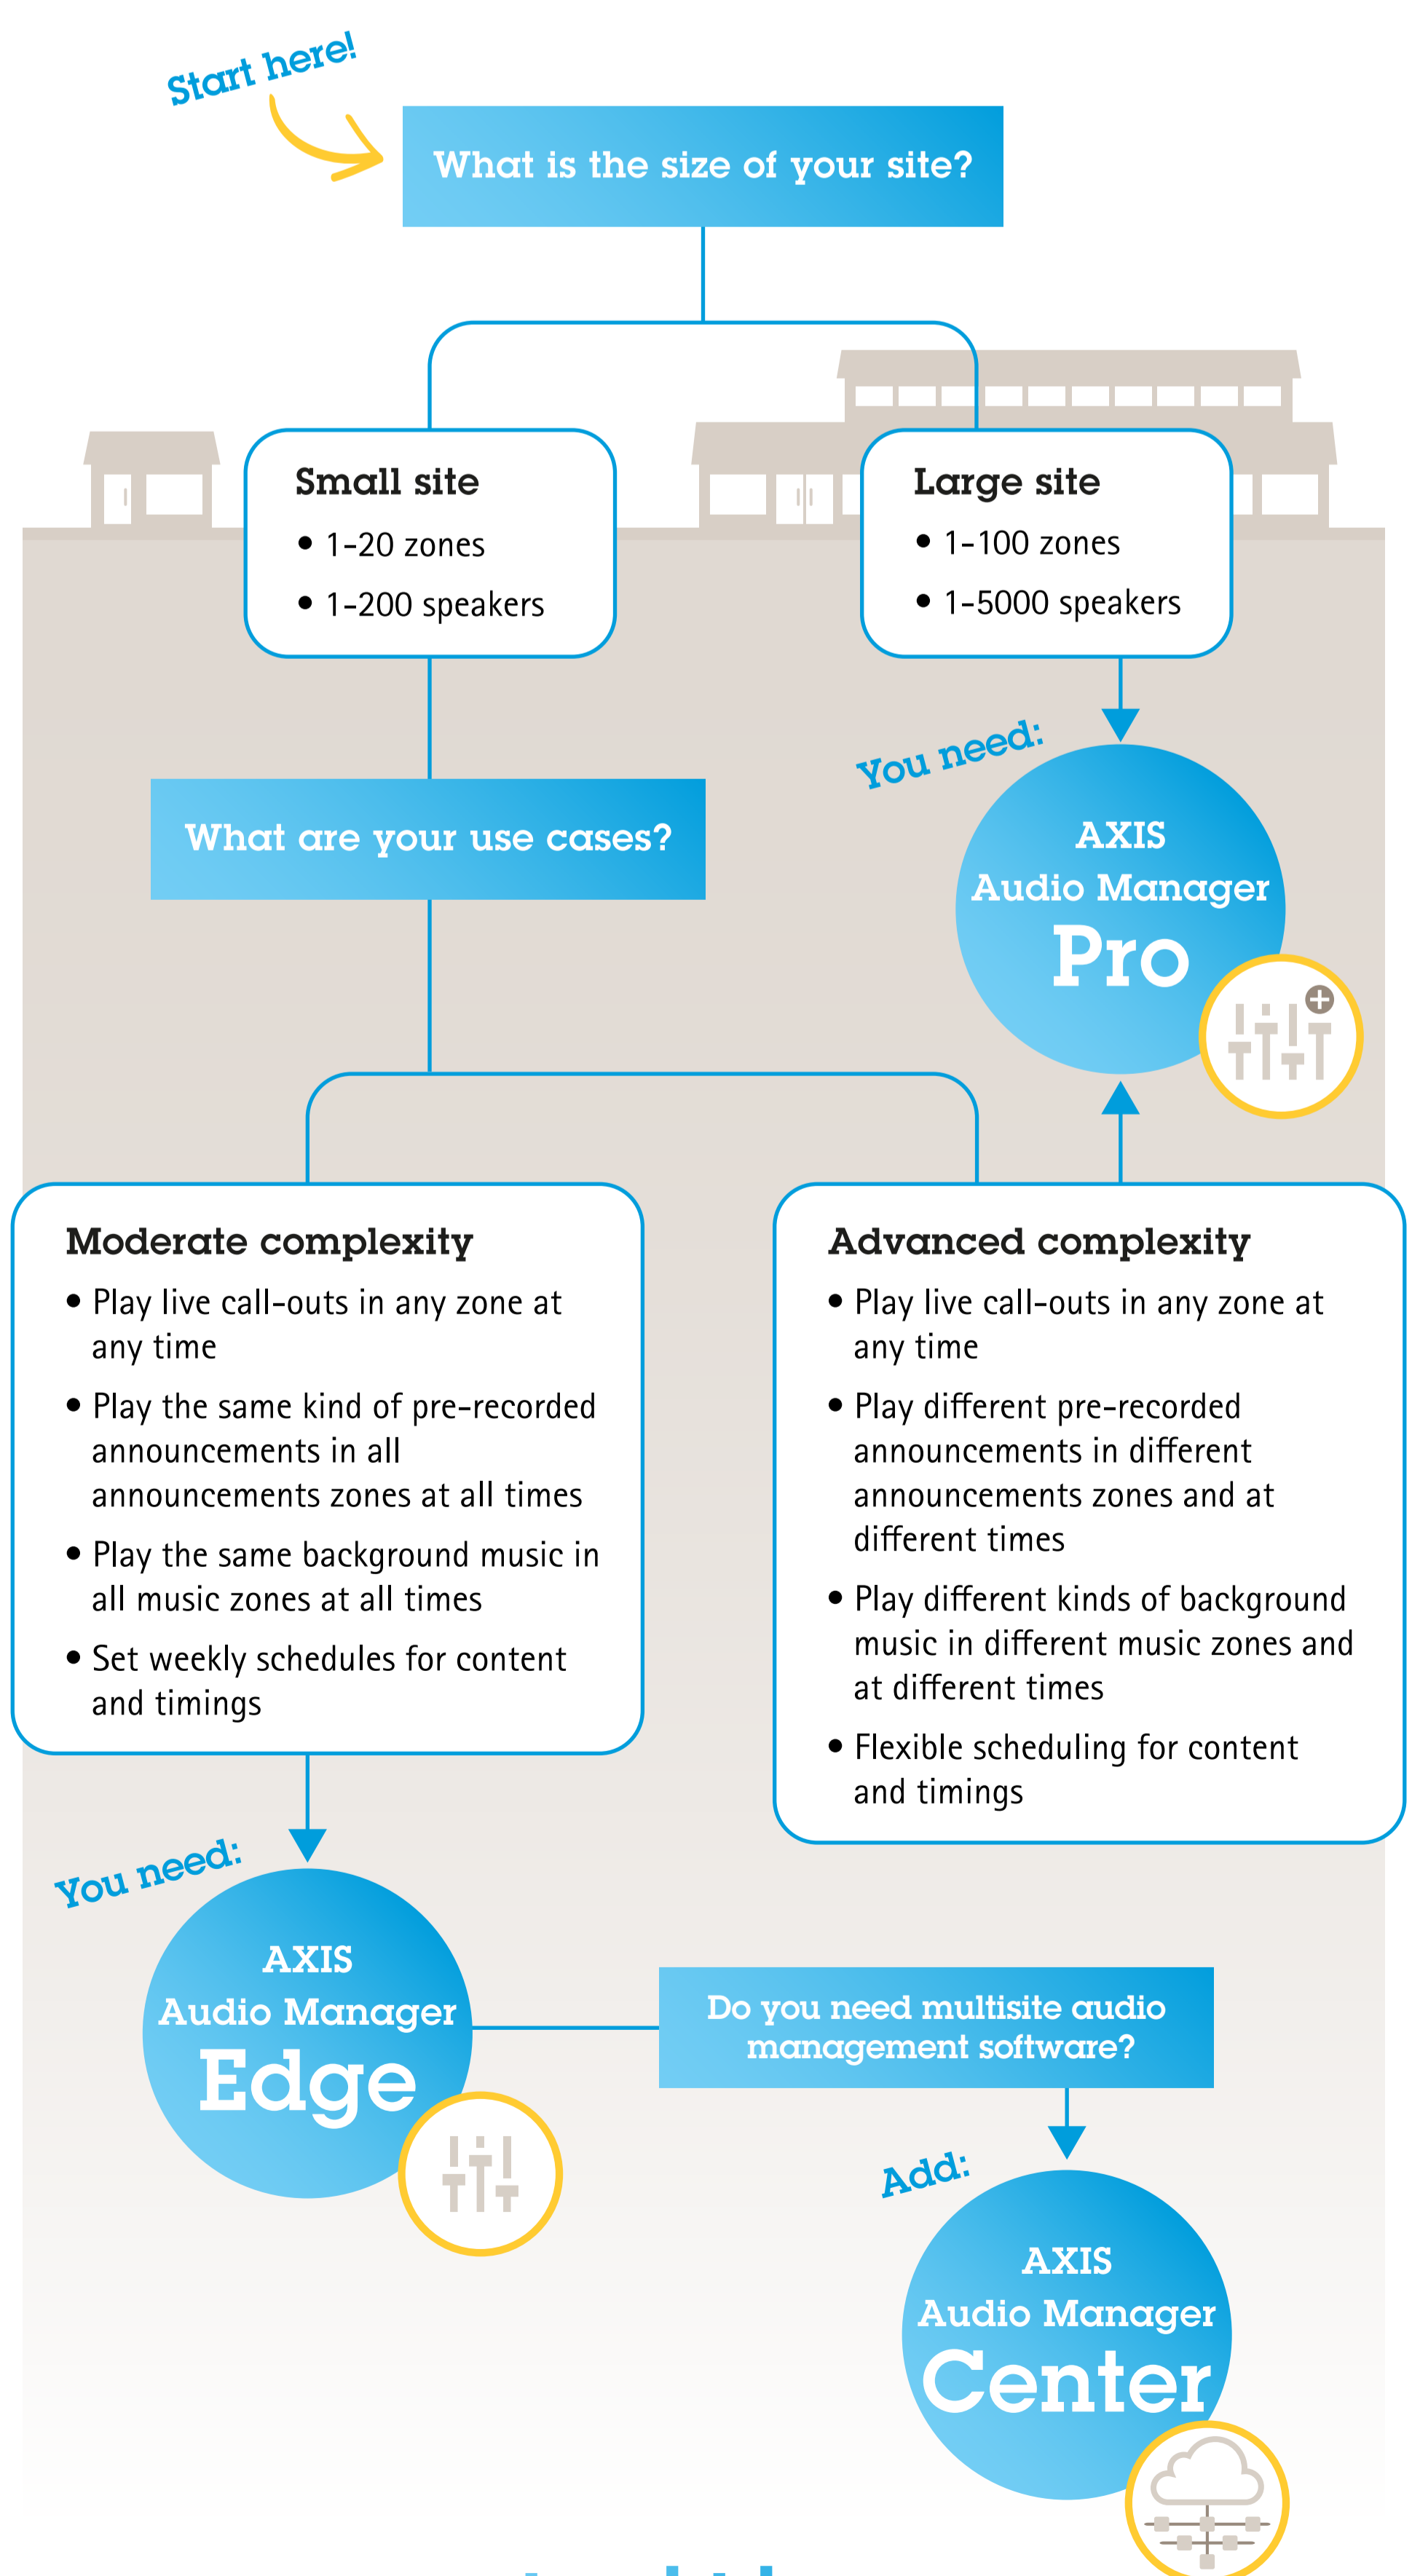 Start here!
What is the size of your site?
Small site
• 1-20 zones
• 1-200 speakers
Large site
• 1-100 zones
• 1-5000 speakers
You need:
AXIS
Audio Manager
Pro
What are your use cases?
Moderate complexity
• Play live call-outs in any zone at
any time
• Play the same kind of pre-recorded
announcements in all
announcements zones at all times
• Play the same background music in
all music zones at all times
• Set weekly schedules for content
and timings
Advanced complexity
• Play live call-outs in any zone at
any time
• Play different pre-recorded
announcements in different
announcements zones and at
different times
• Play different kinds of background
music in different music zones and
at different times
• Flexible scheduling for content
and timings
You need:
AXIS
Audio Manager
Edge
Do you need multisite audio
management software?
Add:
AXIS
Audio Manager
Center